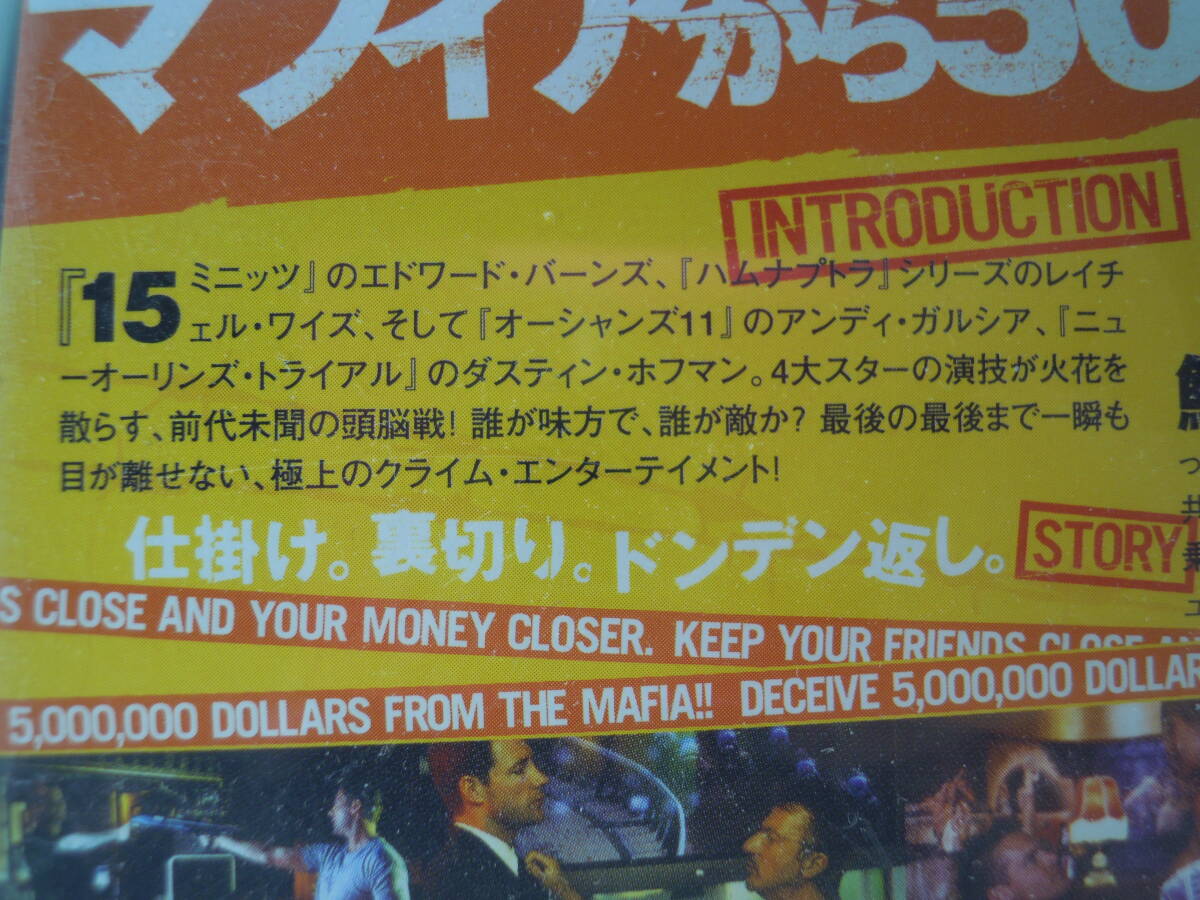 マフィアから50
INTRODUCTION
『15ミニッツ』のエドワード・バーンズ、『ハムナプトラ』シリーズのレイチ
ェル・ワイズ、そして『オーシャンズ11』のアンディ・ガルシア、『ニュ
ーオーリンズ・トライアル』のダスティン・ホフマン。4大スターの演技が火花を
散らす、前代未聞の頭脳戦! 誰が味方で、誰が敵か? 最後の最後まで一瞬も
目が離せない、極上のクライム・エンターテイメント!
仕掛け。裏切り。ドンデン返し。
STORY
つ
S CLOSE AND YOUR MONEY CLOSER. KEEP YOUR FRIENDS CLOSE AN
5,000,000 DOLLARS FROM THE MAFIA!! DECEIVE 5,000,000 DOLLAR